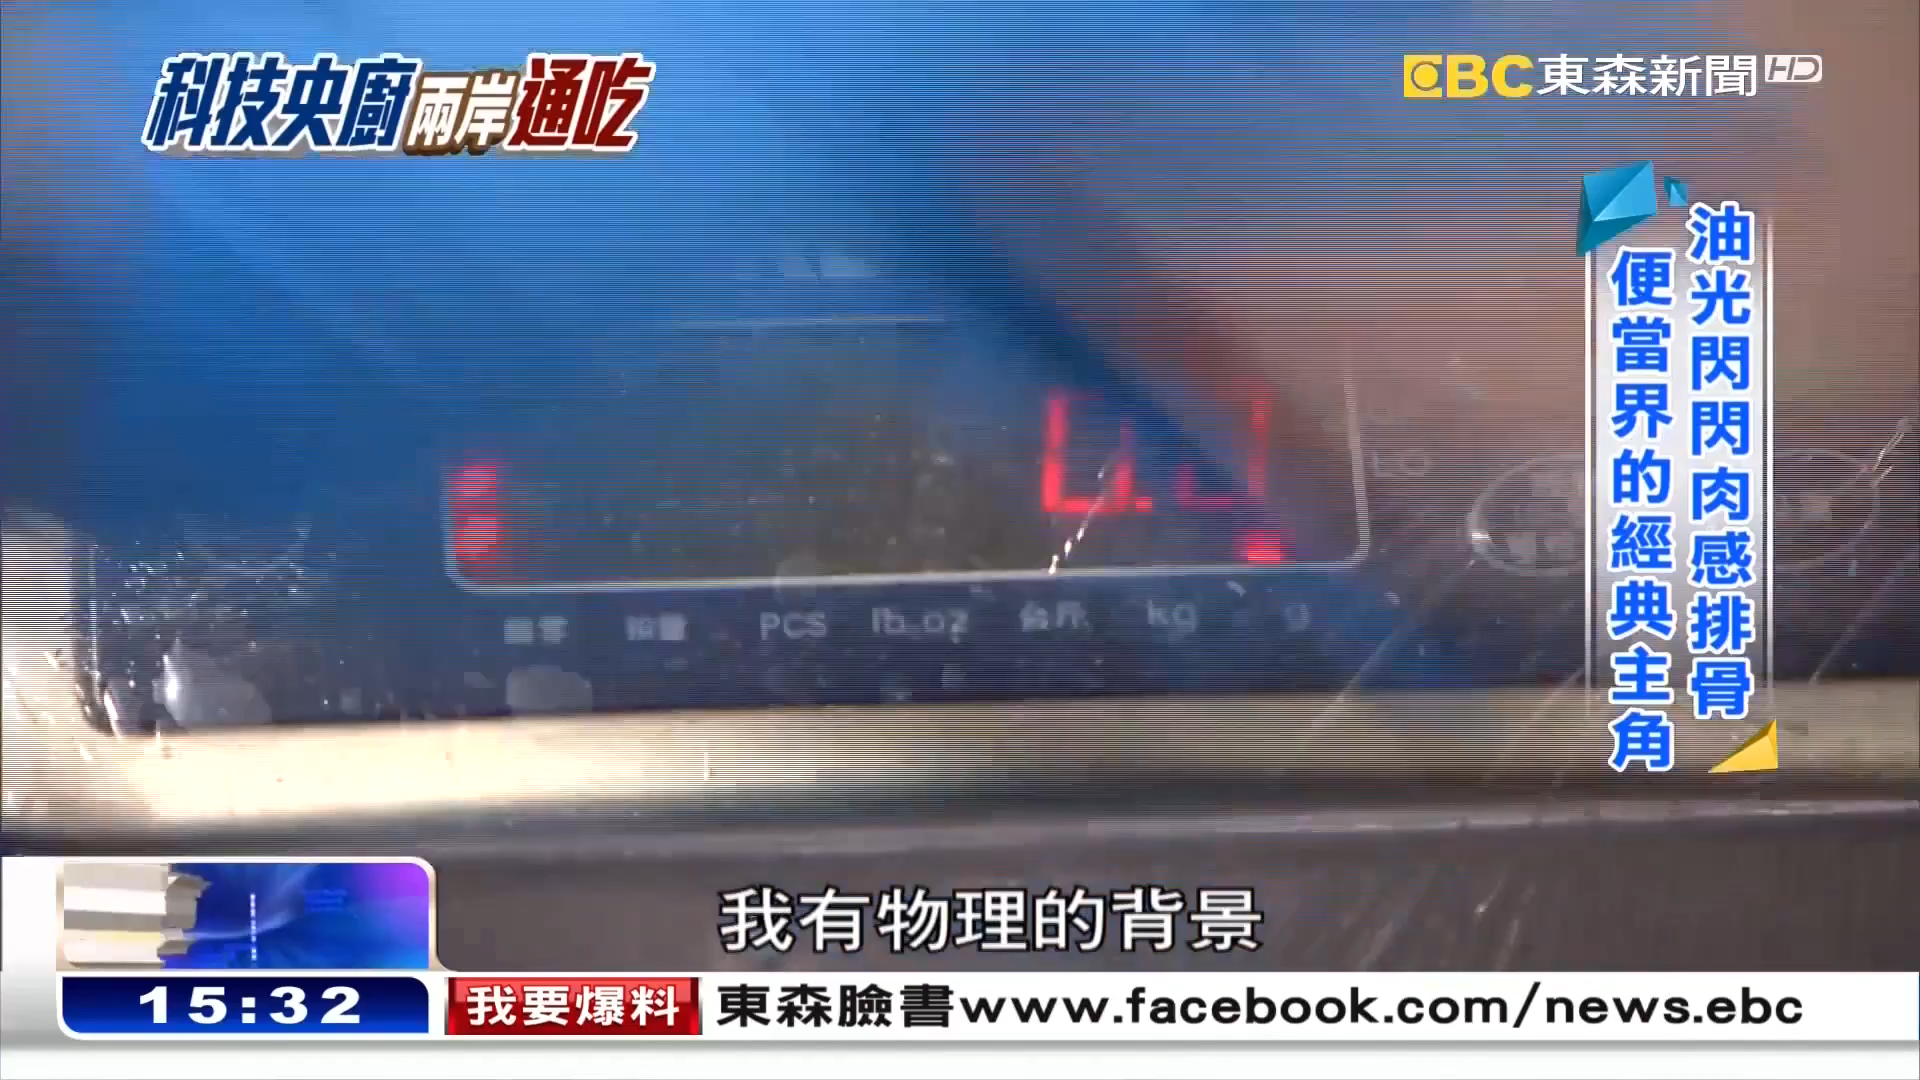 科技央廚兩岸通吃
EBC東森新聞HD
油光閃閃肉感排骨
便當界的經典主角
PCS lb_oz 台斤 kg g
我有物理的背景
15:32
我要爆料
東森臉書www.facebook.com/news.ebc